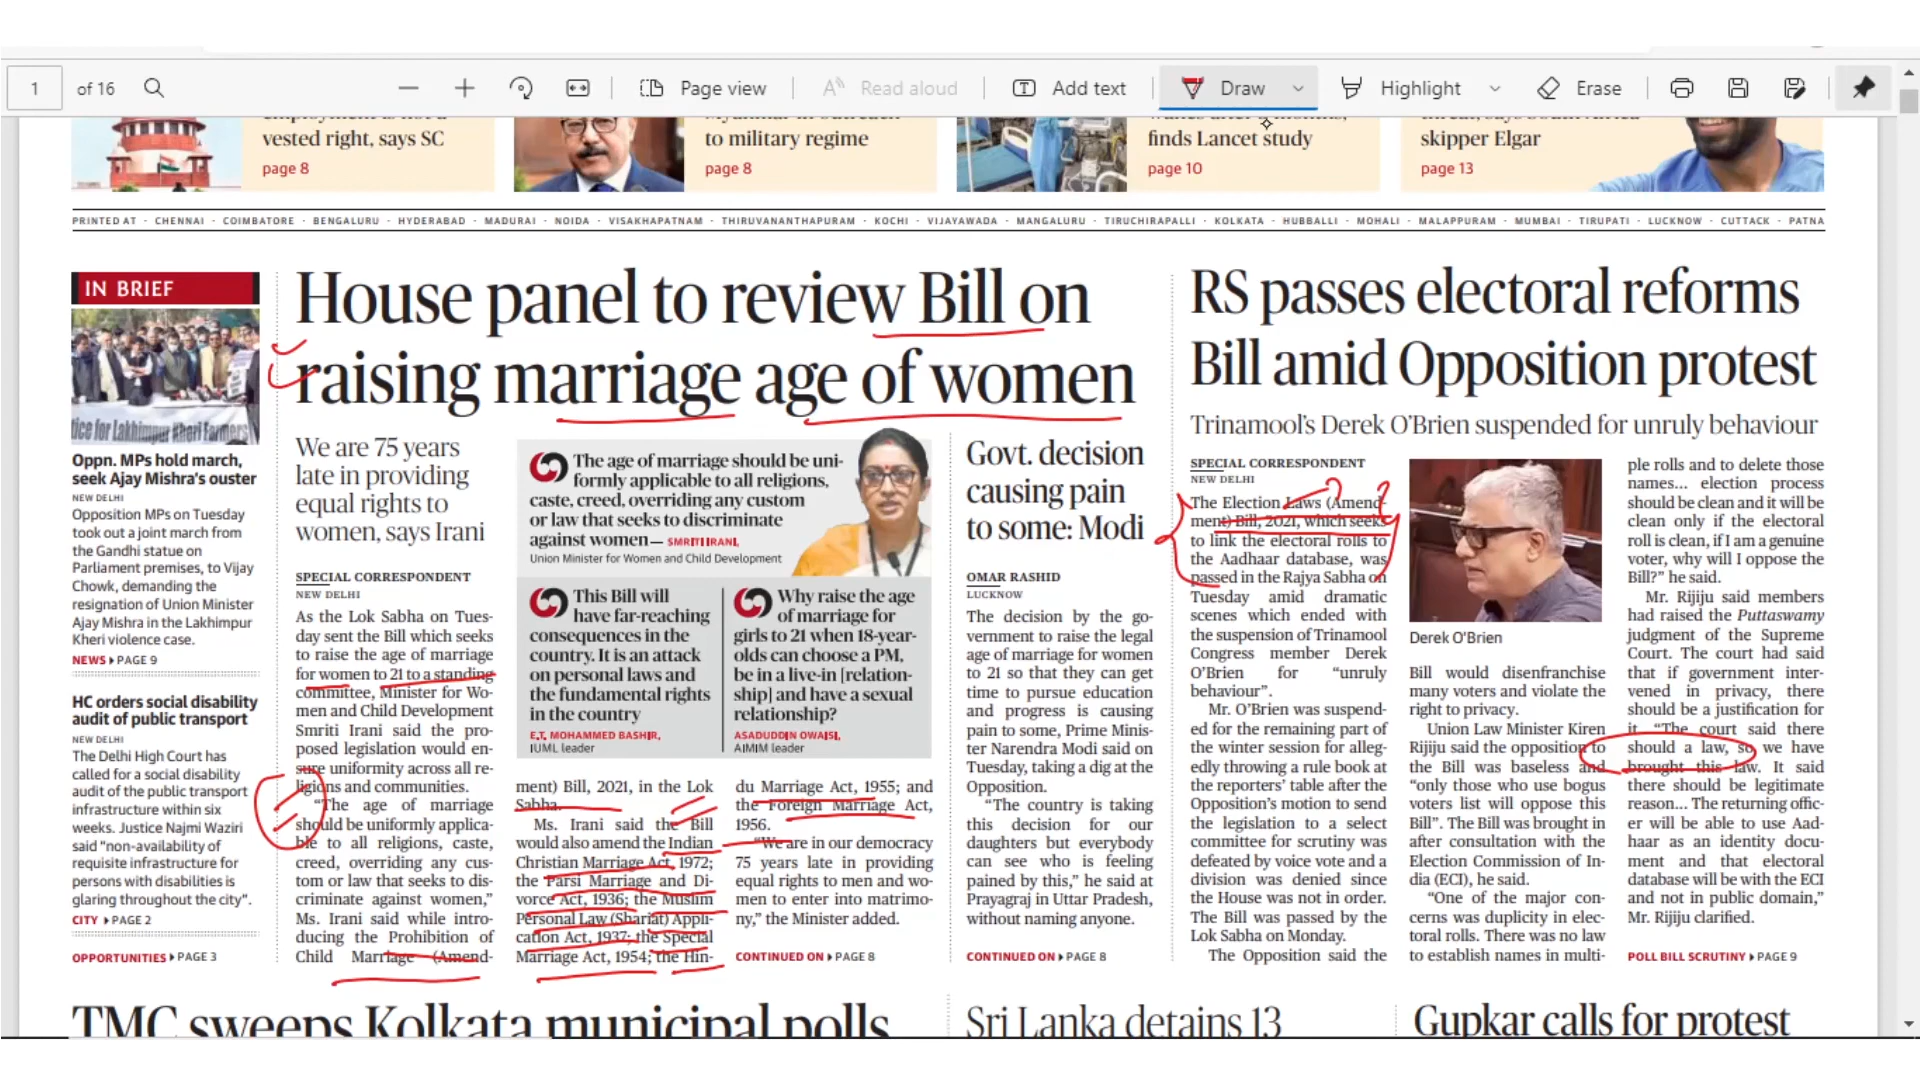 1
of 16
Page view
Read aloud
Add text
Draw
Highlight
Erase
vested right, says SC
page 8
to military regime
page 8
finds Lancet study
page 10
skipper Elgar
page 13
PRINTED AT · CHENNAI · COIMBATORE · BENGALURU · HYDERABAD · MADURAI · NOIDA · VISAKHAPATNAM · THIRUVANANTHAPURAM · KOCHI · VIJAYAWADA · MANGALURU · TIRUCHIRAPALLI · KOLKATA · HUBBALLI · MOHALI · MALAPPURAM · MUMBAI · TIRUPATI · LUCKNOW · CUTTACK · PATNA
IN BRIEF
tice for Lakhimpur Kheri Farmers
Oppn. MPs hold march,
seek Ajay Mishra's ouster
NEW DELHI
Opposition MPs on Tuesday
took out a joint march from
the Gandhi statue on
Parliament premises, to Vijay
Chowk, demanding the
resignation of Union Minister
Ajay Mishra in the Lakhimpur
Kheri violence case.
NEWS PAGE 9
HC orders social disability
audit of public transport
NEW DELHI
The Delhi High Court has
called for a social disability
audit of the public transport
infrastructure within six
weeks. Justice Najmi Waziri
said “non-availability of
requisite infrastructure for
persons with disabilities is
glaring throughout the city”.
CITY PAGE 2
OPPORTUNITIES PAGE 3
House panel to review Bill on
raising marriage age of women
We are 75 years
late in providing
equal rights to
women, says Irani
SPECIAL CORRESPONDENT
NEW DELHI
As the Lok Sabha on Tues-
day sent the Bill which seeks
to raise the age of marriage
for women to 21 to a standing
committee, Minister for Wo-
men and Child Development
Smriti Irani said the pro-
posed legislation would en-
sure uniformity across all re-
ligions and communities.
“The age of marriage
should be uniformly applica-
ble to all religions, caste,
creed, overriding any cus-
tom or law that seeks to dis-
criminate against women,”
Ms. Irani said while intro-
ducing the Prohibition of
Child Marriage (Amend-
The age of marriage should be uni-
formly applicable to all religions,
caste, creed, overriding any custom
or law that seeks to discriminate
against women— SMRITI IRANI,
Union Minister for Women and Child Development
This Bill will
have far-reaching
consequences in the
country. It is an attack
on personal laws and
the fundamental rights
in the country
E.T. MOHAMMED BASHIR,
IUML leader
Why raise the age
of marriage for
girls to 21 when 18-year-
olds can choose a PM,
be in a live-in [relation-
ship] and have a sexual
relationship?
ASADUDDIN OWAISI,
AIMIM leader
ment) Bill, 2021, in the Lok
Sabha.
Ms. Irani said the Bill
would also amend the Indian
Christian Marriage Act, 1972;
the Parsi Marriage and Di-
vorce Act, 1936; the Muslim
Personal Law (Shariat) Appli-
cation Act, 1937; the Special
Marriage Act, 1954; the Hin-
du Marriage Act, 1955; and
the Foreign Marriage Act,
1956.
“We are in our democracy
75 years late in providing
equal rights to men and wo-
men to enter into matrimo-
ny,” the Minister added.
CONTINUED ON PAGE 8
Govt. decision
causing pain
to some: Modi
OMAR RASHID
LUCKNOW
The decision by the go-
vernment to raise the legal
age of marriage for women
to 21 so that they can get
time to pursue education
and progress is causing
pain to some, Prime Minis-
ter Narendra Modi said on
Tuesday, taking a dig at the
Opposition.
“The country is taking
this decision for our
daughters but everybody
can see who is feeling
pained by this,” he said at
Prayagraj in Uttar Pradesh,
without naming anyone.
CONTINUED ON PAGE 8
RS passes electoral reforms
Bill amid Opposition protest
Trinamool's Derek O'Brien suspended for unruly behaviour
SPECIAL CORRESPONDENT
NEW DELHI
The Election Laws (Amend-
ment) Bill, 2021, which seeks
to link the electoral rolls to
the Aadhaar database, was
passed in the Rajya Sabha on
Tuesday amid dramatic
scenes which ended with
the suspension of Trinamool
Congress member Derek
O'Brien for “unruly
behaviour”.
Mr. O'Brien was suspend-
ed for the remaining part of
the winter session for alleg-
edly throwing a rule book at
the reporters' table after the
Opposition's motion to send
the legislation to a select
committee for scrutiny was
defeated by voice vote and a
division was denied since
the House was not in order.
The Bill was passed by the
Lok Sabha on Monday.
The Opposition said the
Derek O'Brien
Bill would disenfranchise
many voters and violate the
right to privacy.
Union Law Minister Kiren
Rijiju said the opposition to
the Bill was baseless and
“only those who use bogus
voters list will oppose this
Bill”. The Bill was brought in
after consultation with the
Election Commission of In-
dia (ECI), he said.
“One of the major con-
cerns was duplicity in elec-
toral rolls. There was no law
to establish names in multi-
ple rolls and to delete those
names... election process
should be clean and it will be
clean only if the electoral
roll is clean, if I am a genuine
voter, why will I oppose the
Bill?” he said.
Mr. Rijiju said members
had raised the Puttaswamy
judgment of the Supreme
Court. The court had said
that if government inter-
vened in privacy, there
should be a justification for
it. “The court said there
should a law, so we have
brought this law. It said
there should be legitimate
reason... The returning offic-
er will be able to use Aad-
haar as an identity docu-
ment and that electoral
database will be with the ECI
and not in public domain,”
Mr. Rijiju clarified.
POLL BILL SCRUTINY PAGE 9
TMC sweeps Kolkata municipal polls
Sri Lanka detains 13
Gupkar calls for protest